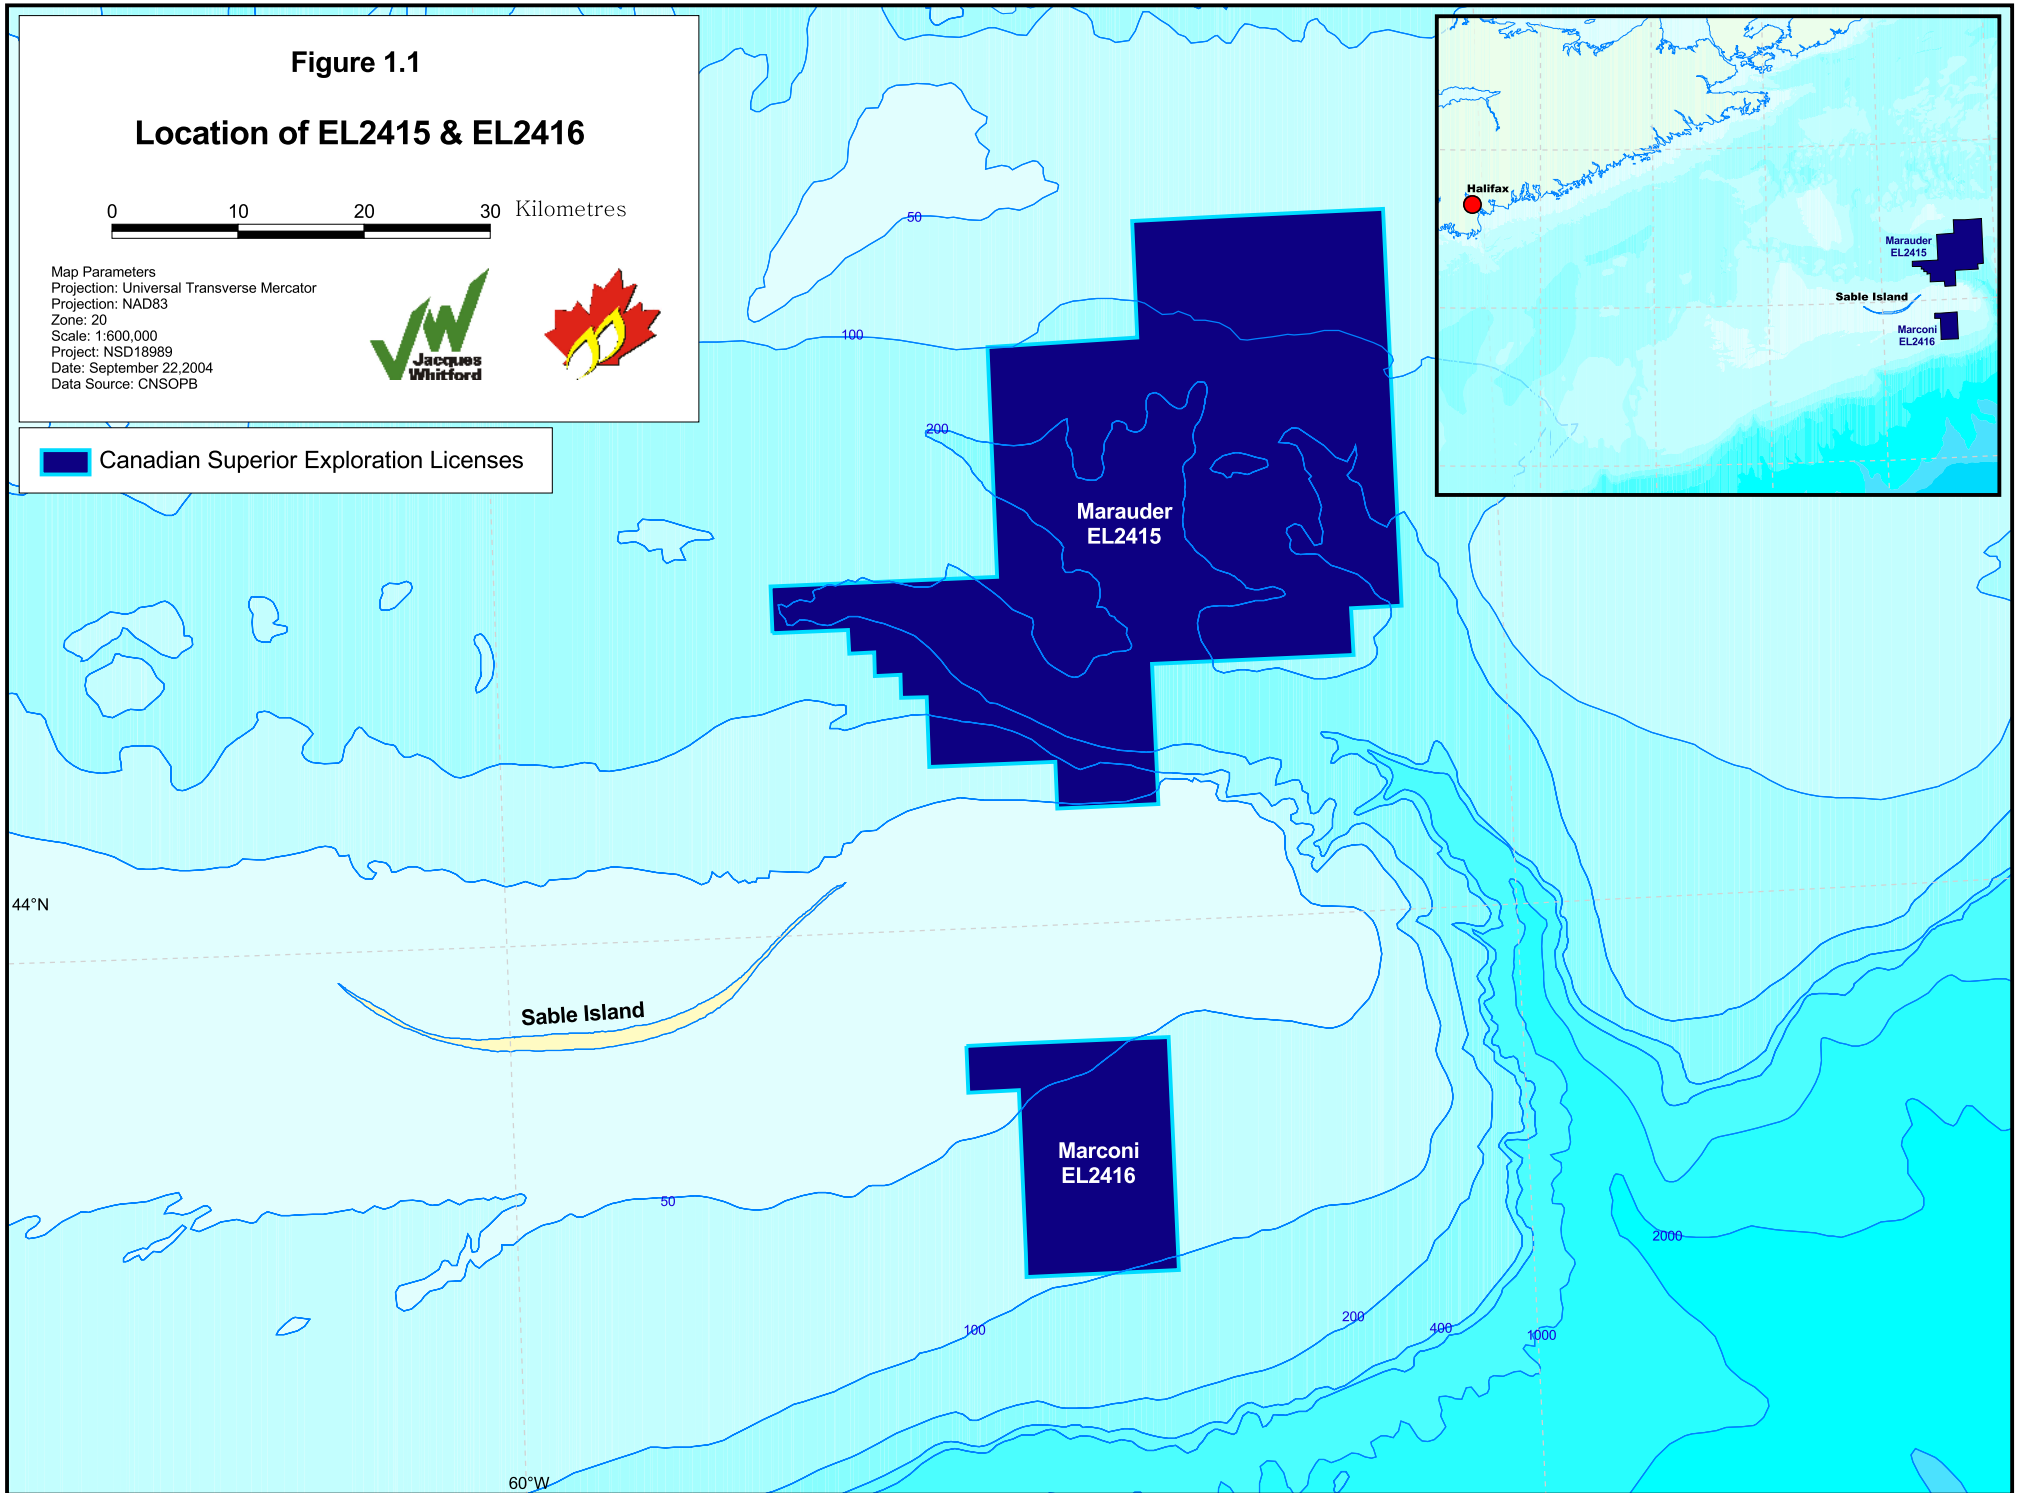 Figure 1.1
Location of EL2415 & EL2416
0 10 20 30 Kilometres
Map Parameters
Projection: Universal Transverse Mercator
Projection: NAD83
Zone: 20
Scale: 1:600,000
Project: NSD18989
Date: September 22,2004
Data Source: CNSOPB
Jacques
Whitford
Canadian Superior Exploration Licenses
Halifax
Marauder
EL2415
Sable Island
Marconi
EL2416
50
100
200
Marauder
EL2415
44°N
Sable Island
Marconi
EL2416
50
2000
100
200
400
1000
60°W